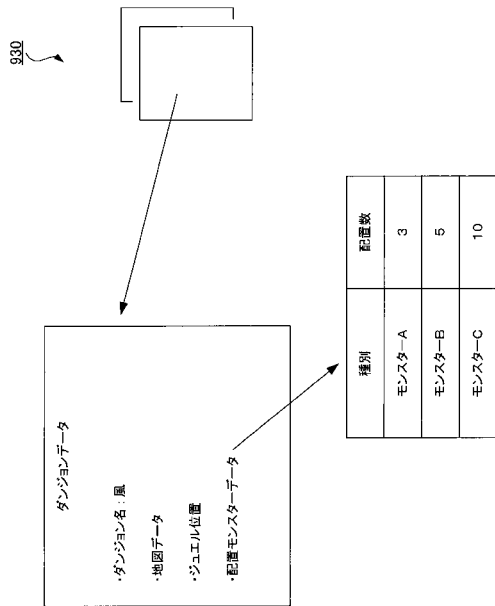 930
ダンジョンデータ
・ダンジョン名：風
・地図データ
・ジュエル位置
・配置モンスターデータ
種別 配置数
モンスターA 3
モンスターB 5
モンスターC 10